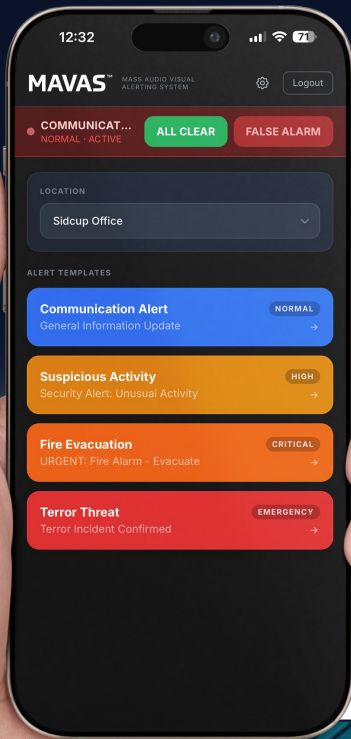 12:32
71
MAVAS™
MASS AUDIO VISUAL
ALERTING SYSTEM
Logout
COMMUNICAT...
NORMAL · ACTIVE
ALL CLEAR
FALSE ALARM
LOCATION
Sidcup Office
ALERT TEMPLATES
Communication Alert
NORMAL
General Information Update
→
Suspicious Activity
HIGH
Security Alert: Unusual Activity
→
Fire Evacuation
CRITICAL
URGENT: Fire Alarm - Evacuate
→
Terror Threat
EMERGENCY
Terror Incident Confirmed
→